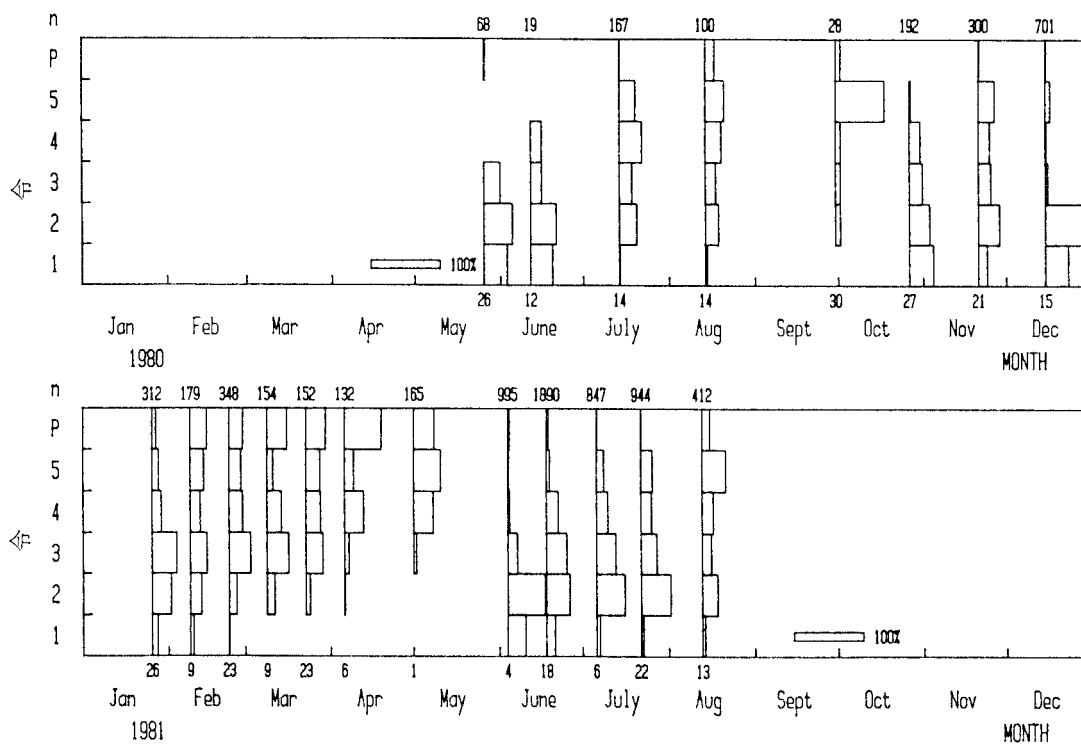 n 68 19 167 100 28 192 300 701
P
5
4
3
2
1
100%
26 12 14 14 30 27 21 15
Jan Feb Mar Apr May June July Aug Sept Oct Nov Dec
1980 MONTH
n 312 179 348 154 152 132 165 995 1890 847 944 412
P
5
4
3
2
1
100%
26 9 23 9 23 6 1 4 18 6 22 13
Jan Feb Mar Apr May June July Aug Sept Oct Nov Dec
1981 MONTH